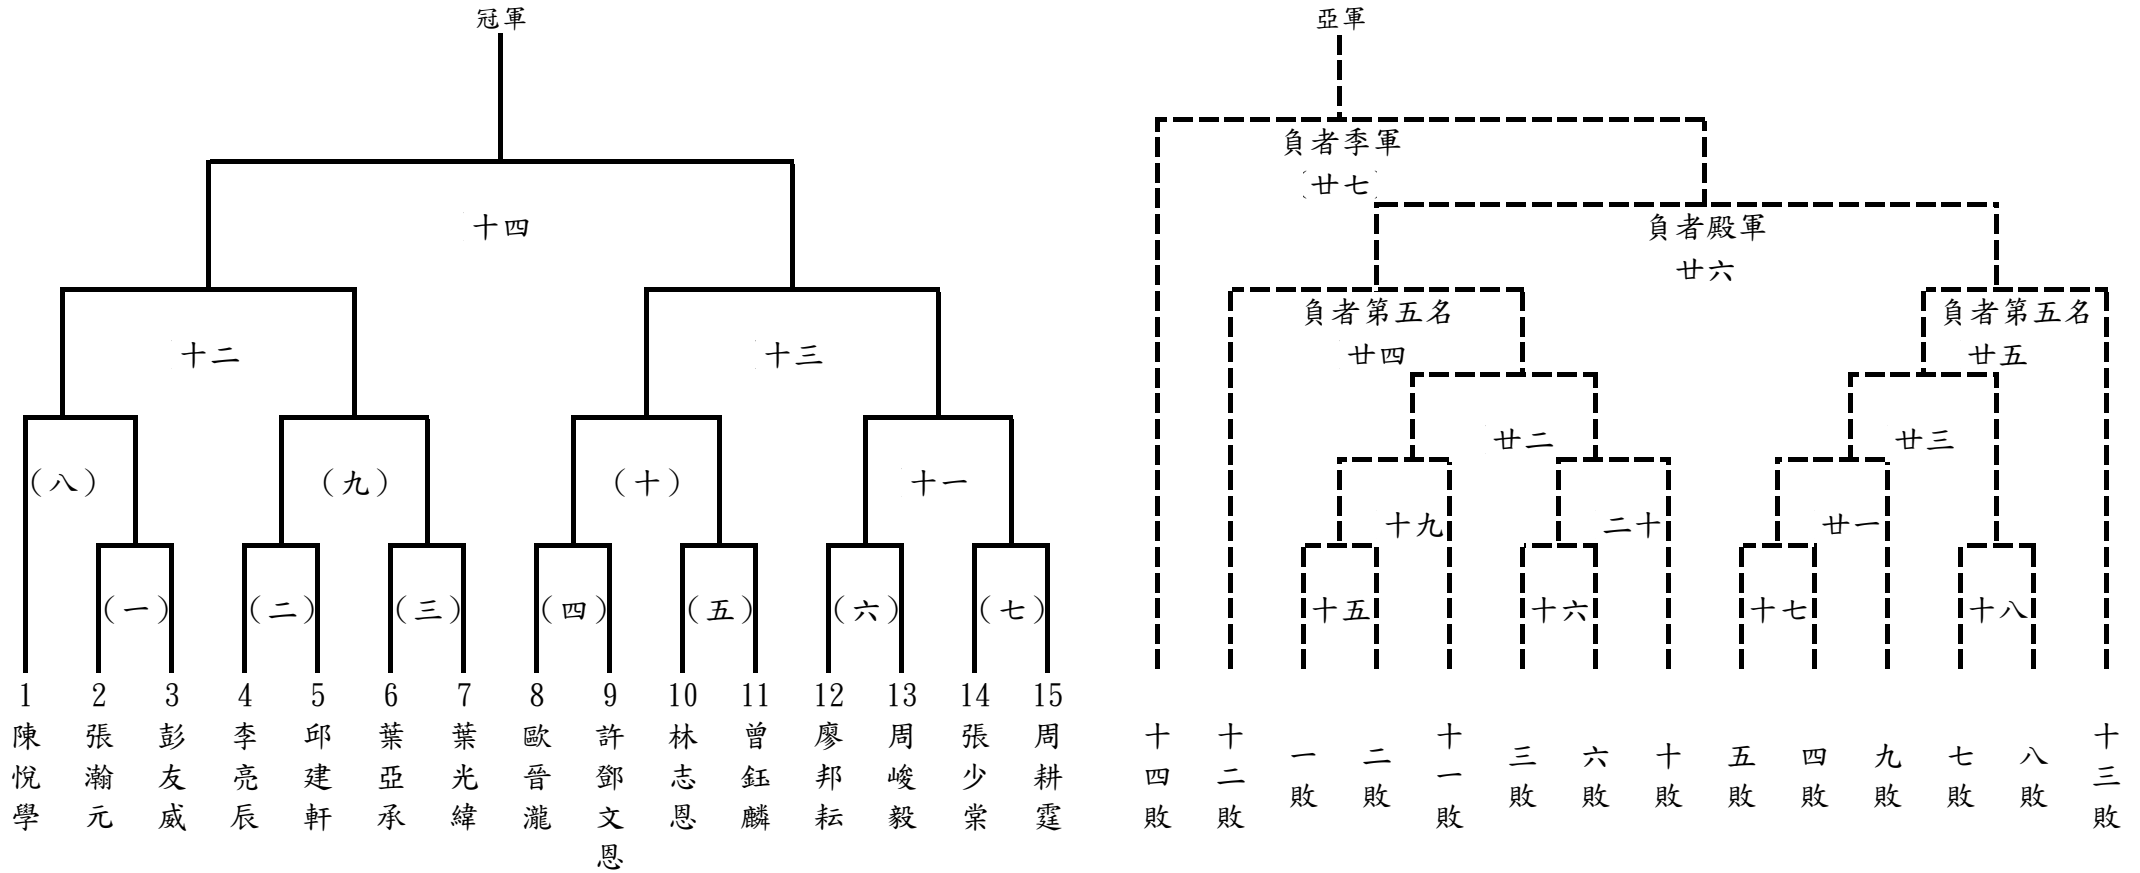 冠軍
亞軍
負者季軍
廿七
十四
負者殿軍
廿六
負者第五名
負者第五名
十二
十三
廿四
廿五
廿二
廿三
(八)
(九)
(十)
十一
十九
二十
廿一
(一)
(二)
(三)
(四)
(五)
(六)
(七)
十五
十六
十七
十八
1
2
3
4
5
6
7
8
9
10
11
12
13
14
15
陳悅學
張瀚元
彭友威
李亮辰
邱建軒
葉亞承
葉光緯
歐晉瀧
許鄧文恩
林志恩
曾鈺麟
廖邦耘
周峻毅
張少棠
周耕霆
十四敗
十二敗
一敗
二敗
十一敗
三敗
六敗
十敗
五敗
四敗
九敗
七敗
八敗
十三敗